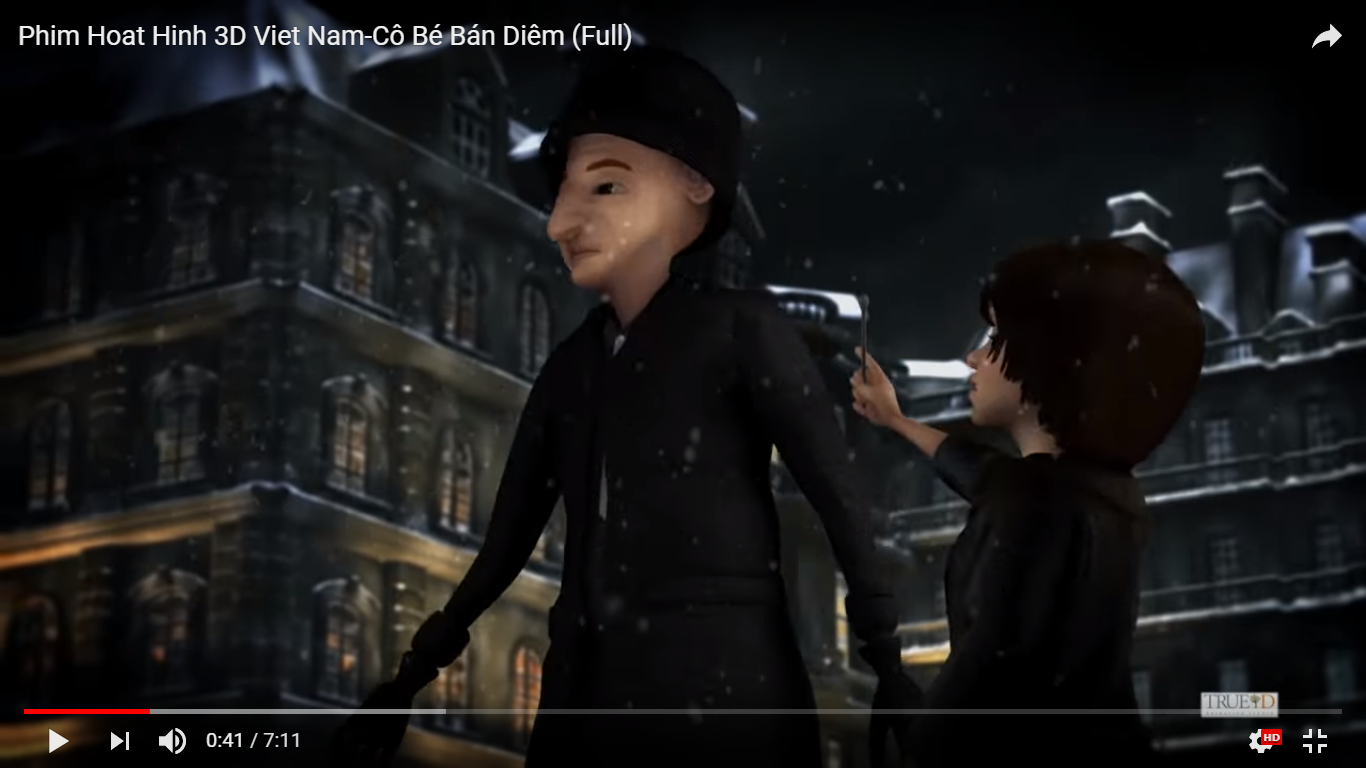 Phim Hoat Hinh 3D Viet Nam-Cô Bé Bán Diêm (Full)
TRUE D
0:41 / 7:11
HD